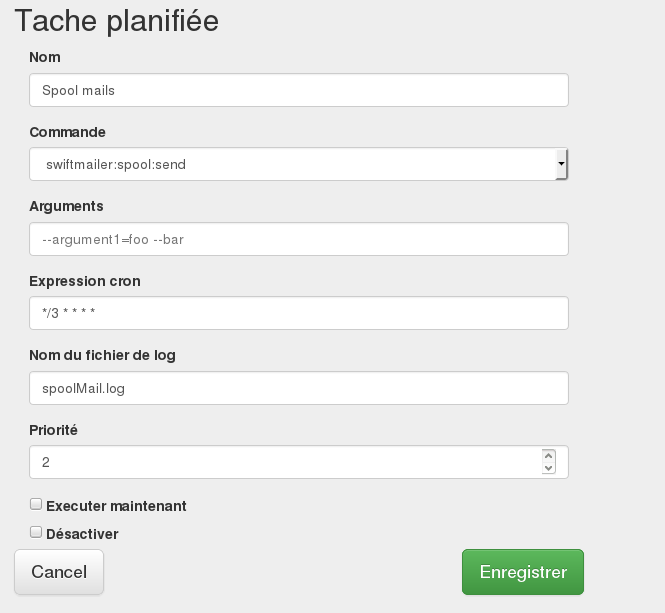 Tache planifiée
Nom
Spool mails
Commande
swiftmailer:spool:send
Arguments
--argument1=foo --bar
Expression cron
*/3 * * * *
Nom du fichier de log
spoolMail.log
Priorité
2
Executer maintenant
Désactiver
Cancel Enregistrer